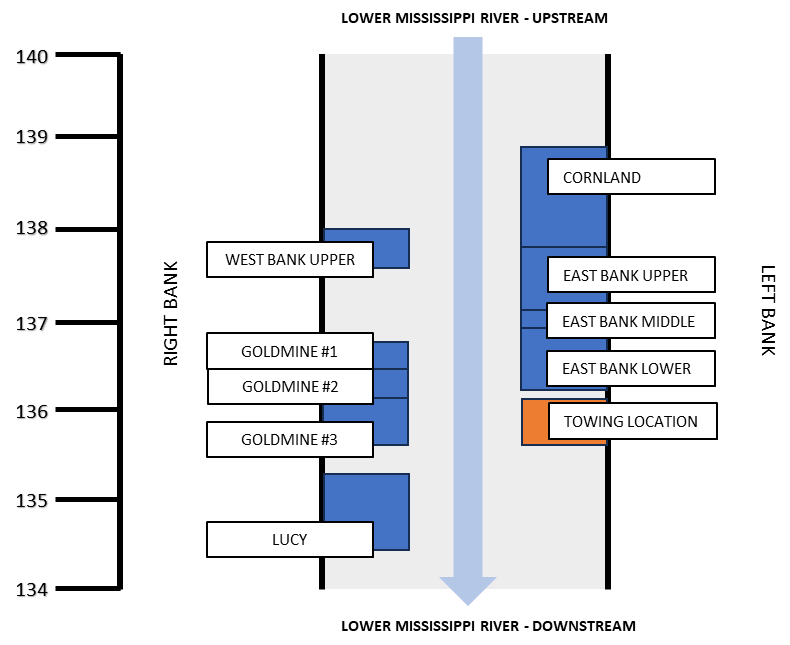 LOWER MISSISSIPPI RIVER - UPSTREAM
140
139
138
137
136
135
134
RIGHT BANK
WEST BANK UPPER
GOLDMINE #1
GOLDMINE #2
GOLDMINE #3
LUCY
CORNLAND
EAST BANK UPPER
EAST BANK MIDDLE
EAST BANK LOWER
TOWING LOCATION
LEFT BANK
LOWER MISSISSIPPI RIVER - DOWNSTREAM